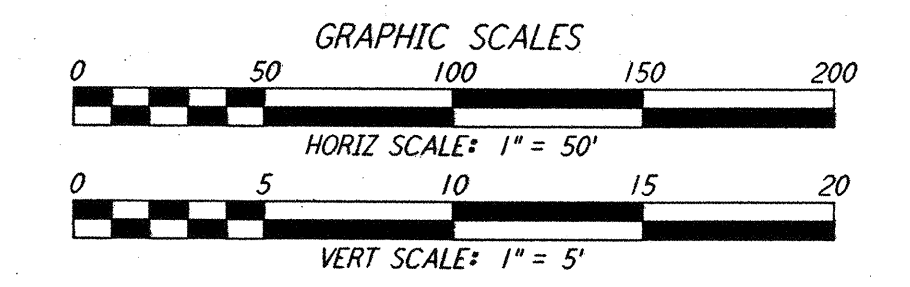 GRAPHIC SCALES
0 50 100 150 200
HORIZ SCALE: 1" = 50'
0 5 10 15 20
VERT SCALE: 1" = 5'